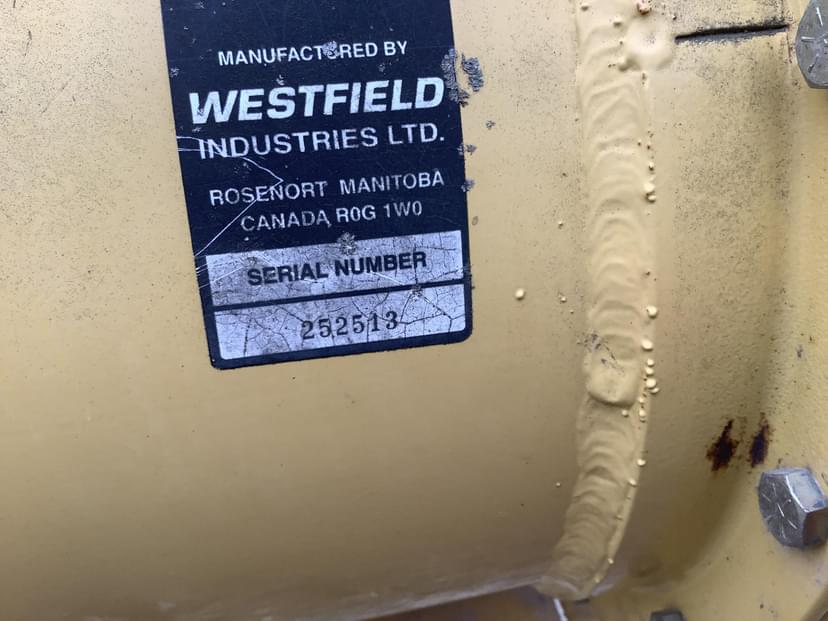 MANUFACTURED BY
WESTFIELD
INDUSTRIES LTD.
ROSENORT MANITOBA
CANADA R0G 1W0
SERIAL NUMBER
252513